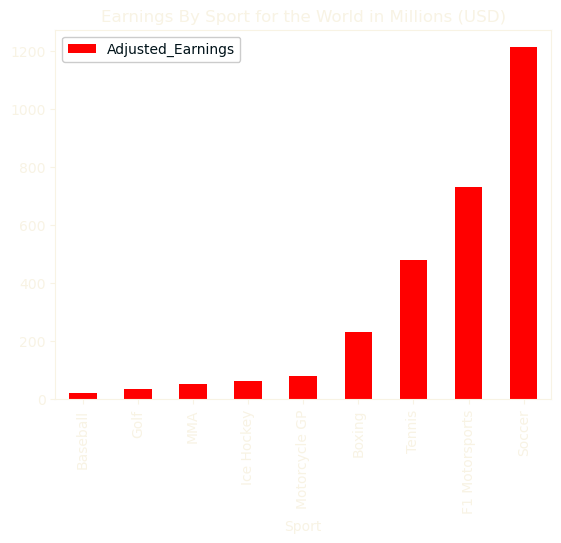 Earnings By Sport for the World in Millions (USD)
Adjusted_Earnings
1200
1000
800
600
400
200
0
Baseball
Golf
MMA
Ice Hockey
Motorcycle GP
Boxing
Tennis
F1 Motorsports
Soccer
Sport